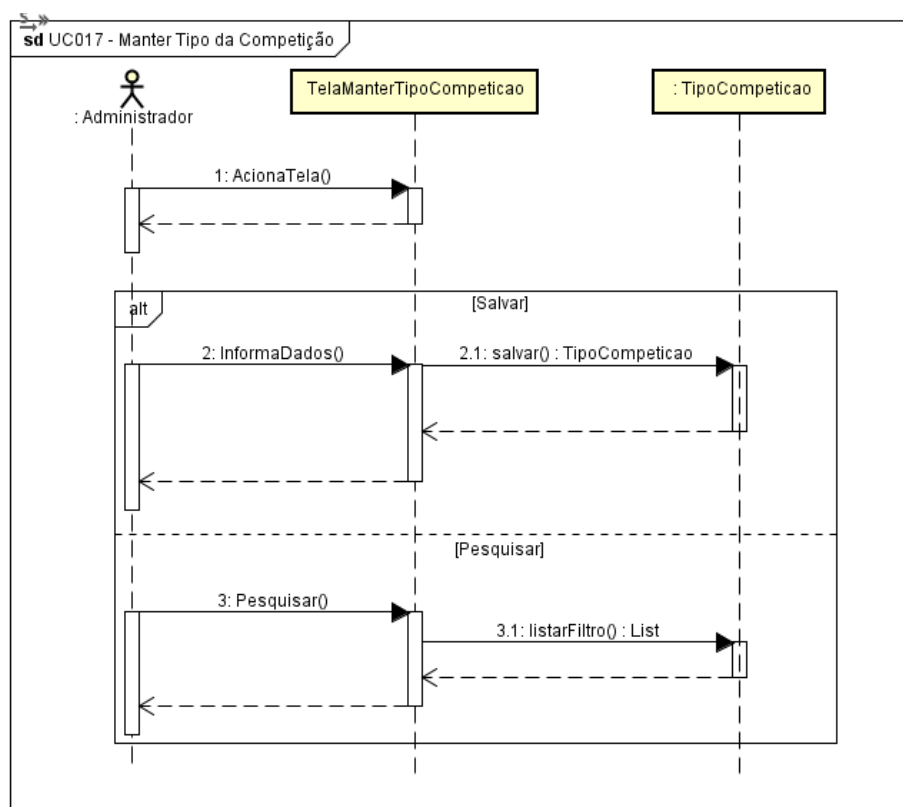 sd UC017 - Manter Tipo da Competição
: Administrador
TelaManterTipoCompeticao
: TipoCompeticao
1: AcionaTela()
alt
[Salvar]
2: InformaDados()
2.1: salvar() : TipoCompeticao
[Pesquisar]
3: Pesquisar()
3.1: listarFiltro() : List